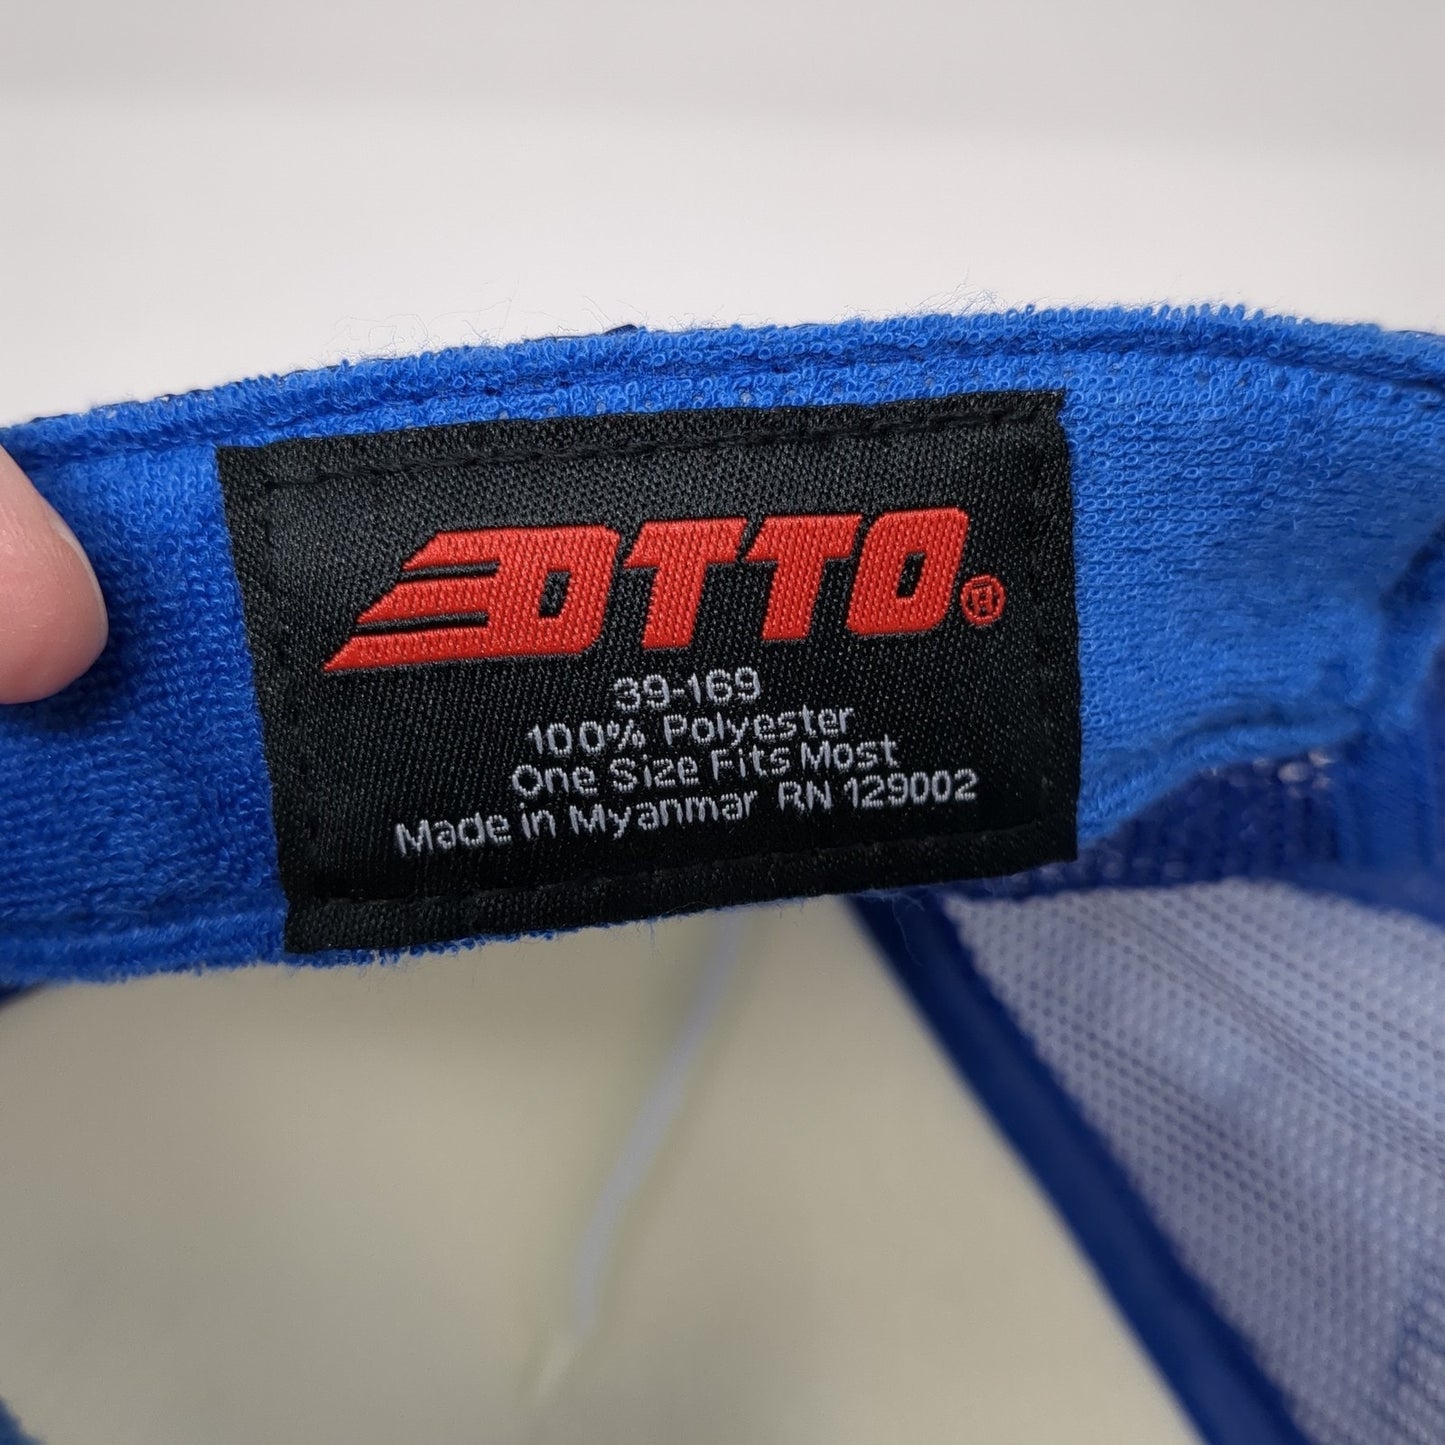 OTTO®
39-169
100% Polyester
One Size Fits Most
Made in Myanmar RN 129002